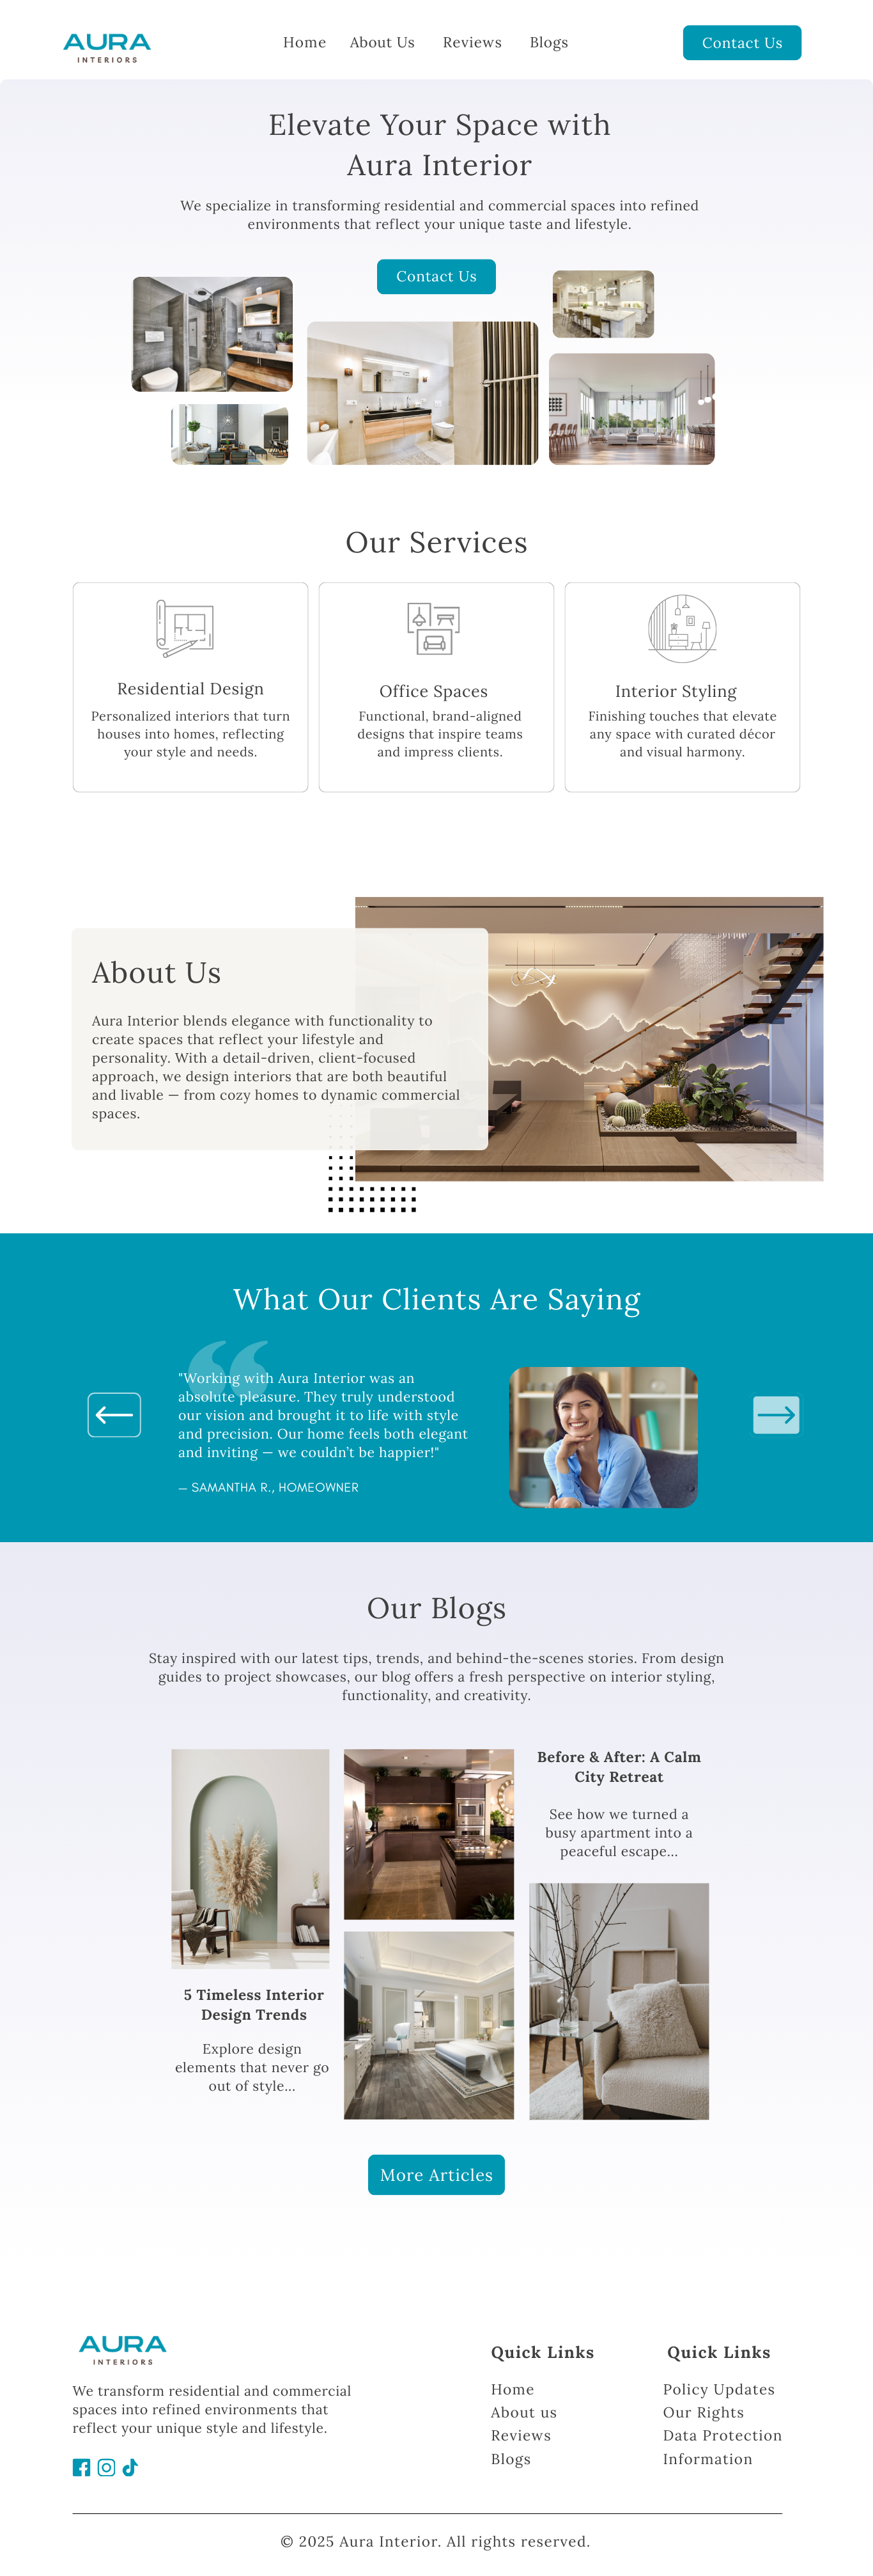 AURA
INTERIORS
Home About Us Reviews Blogs
Contact Us
Elevate Your Space with
Aura Interior
We specialize in transforming residential and commercial spaces into refined
environments that reflect your unique taste and lifestyle.
Contact Us
Our Services
Residential Design
Personalized interiors that turn
houses into homes, reflecting
your style and needs.
Office Spaces
Functional, brand-aligned
designs that inspire teams
and impress clients.
Interior Styling
Finishing touches that elevate
any space with curated décor
and visual harmony.
About Us
Aura Interior blends elegance with functionality to
create spaces that reflect your lifestyle and
personality. With a detail-driven, client-focused
approach, we design interiors that are both beautiful
and livable — from cozy homes to dynamic commercial
spaces.
What Our Clients Are Saying
"Working with Aura Interior was an
absolute pleasure. They truly understood
our vision and brought it to life with style
and precision. Our home feels both elegant
and inviting — we couldn't be happier!"
— SAMANTHA R., HOMEOWNER
Our Blogs
Stay inspired with our latest tips, trends, and behind-the-scenes stories. From design
guides to project showcases, our blog offers a fresh perspective on interior styling,
functionality, and creativity.
5 Timeless Interior
Design Trends
Explore design
elements that never go
out of style...
Before & After: A Calm
City Retreat
See how we turned a
busy apartment into a
peaceful escape...
More Articles
AURA
INTERIORS
We transform residential and commercial
spaces into refined environments that
reflect your unique style and lifestyle.
Quick Links
Home
About us
Reviews
Blogs
Quick Links
Policy Updates
Our Rights
Data Protection
Information
© 2025 Aura Interior. All rights reserved.